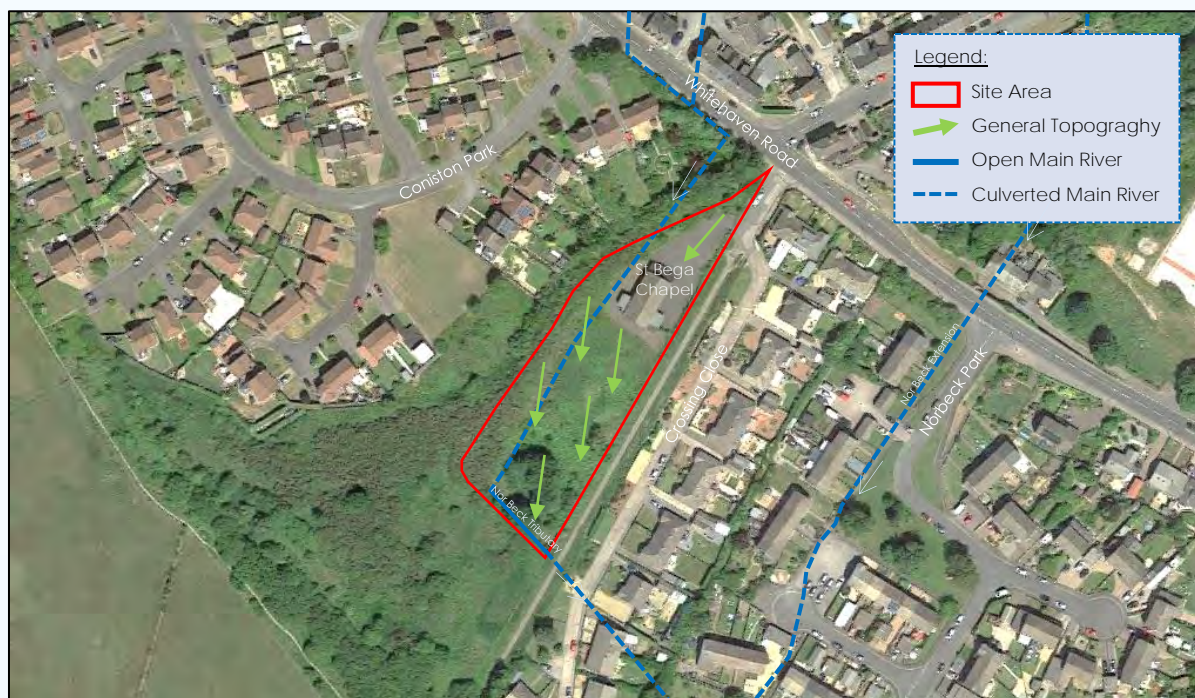 Legend:
Site Area
General Topograghy
Open Main River
Culverted Main River
Whitehaven Road
Coniston Park
St Bega
Chapel
Crossing Close
Nor Beck Extension
Norbeck Park
Nor Beck Tributary